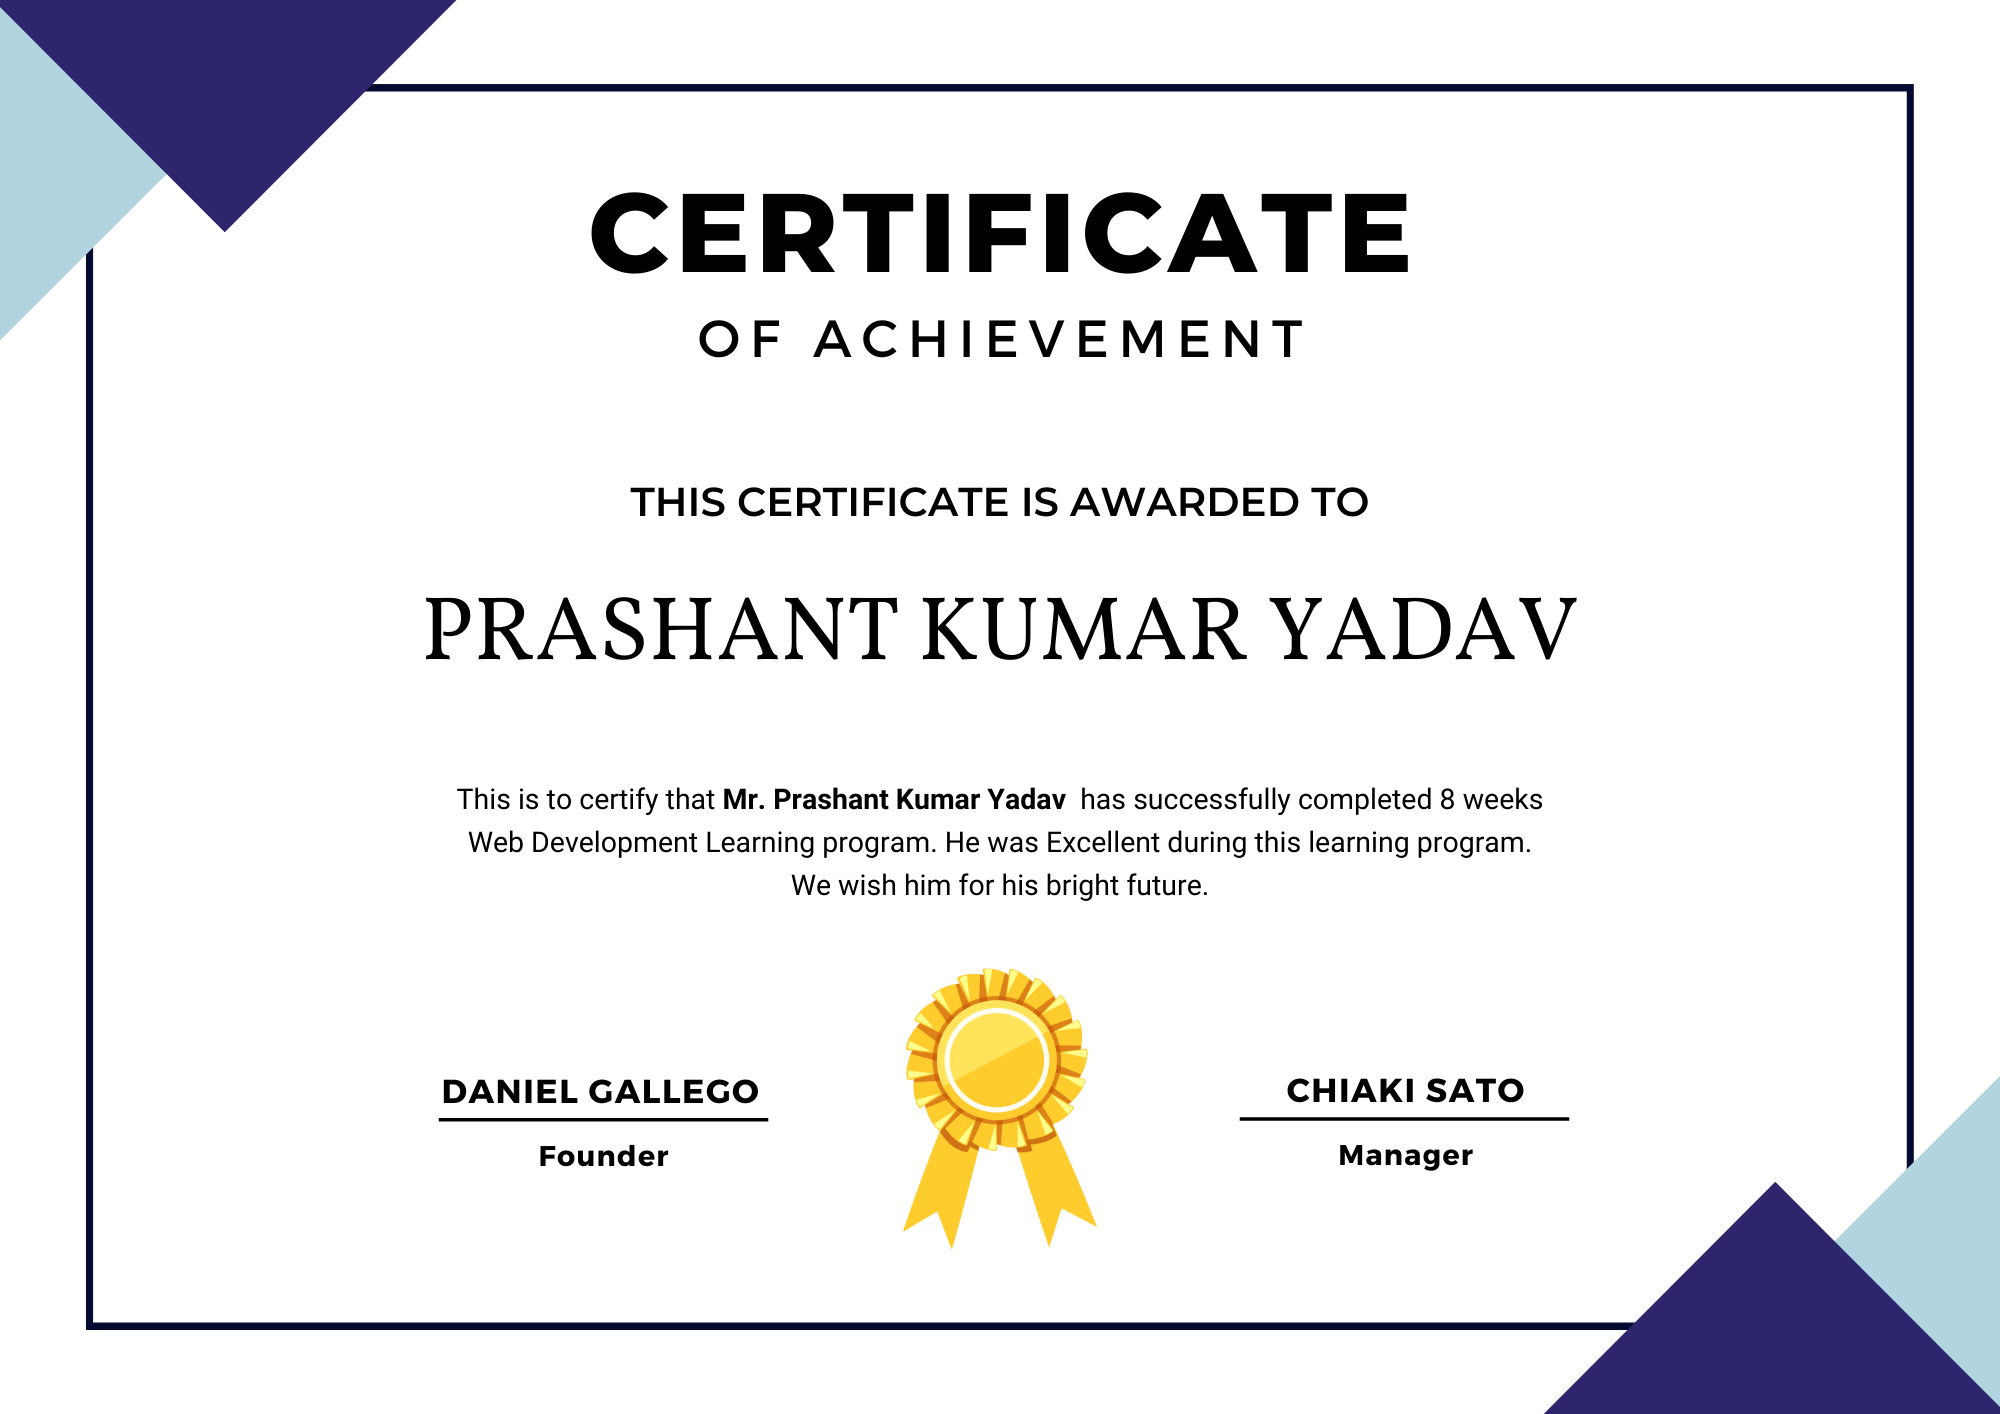 CERTIFICATE
OF ACHIEVEMENT
THIS CERTIFICATE IS AWARDED TO
PRASHANT KUMAR YADAV
This is to certify that Mr. Prashant Kumar Yadav  has successfully completed 8 weeks
Web Development Learning program. He was Excellent during this learning program.
We wish him for his bright future.
DANIEL GALLEGO
Founder
CHIAKI SATO
Manager